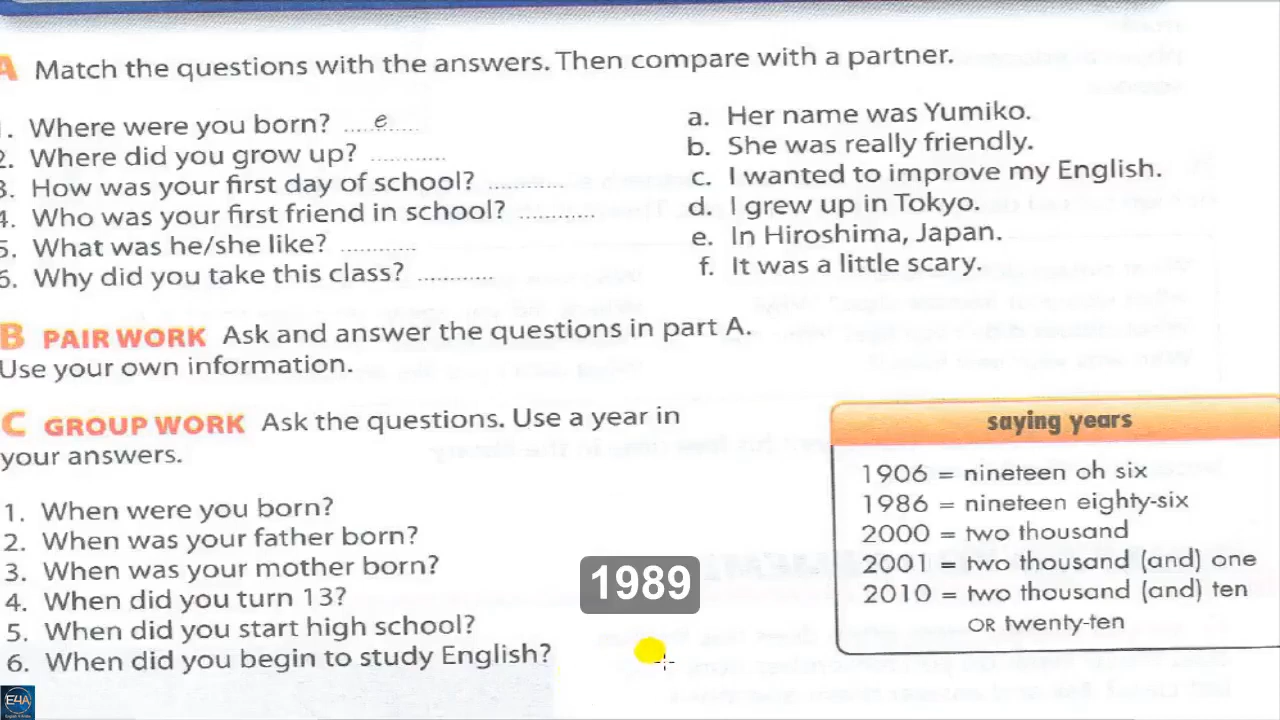 A Match the questions with the answers. Then compare with a partner.
1. Where were you born? ......e......
2. Where did you grow up? ............
3. How was your first day of school? ............
4. Who was your first friend in school? ............
5. What was he/she like? ............
6. Why did you take this class? ............
a. Her name was Yumiko.
b. She was really friendly.
c. I wanted to improve my English.
d. I grew up in Tokyo.
e. In Hiroshima, Japan.
f. It was a little scary.
B PAIR WORK Ask and answer the questions in part A.
Use your own information.
C GROUP WORK Ask the questions. Use a year in
your answers.
1. When were you born?
2. When was your father born?
3. When was your mother born?
4. When did you turn 13?
5. When did you start high school?
6. When did you begin to study English?
1989
saying years
1906 = nineteen oh six
1986 = nineteen eighty-six
2000 = two thousand
2001 = two thousand (and) one
2010 = two thousand (and) ten
OR twenty-ten
E4A